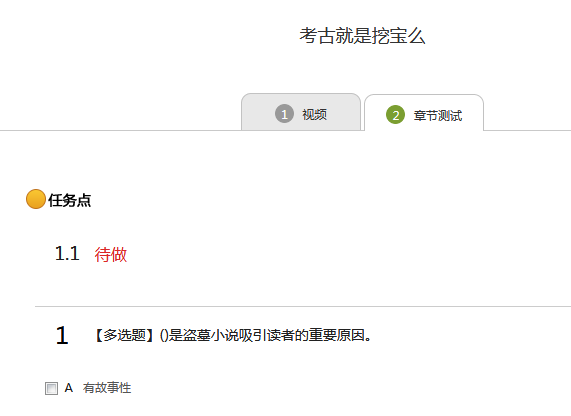 考古就是挖宝么
1 视频
2 章节测试
任务点
1.1 待做
1 【多选题】()是盗墓小说吸引读者的重要原因。
A 有故事性